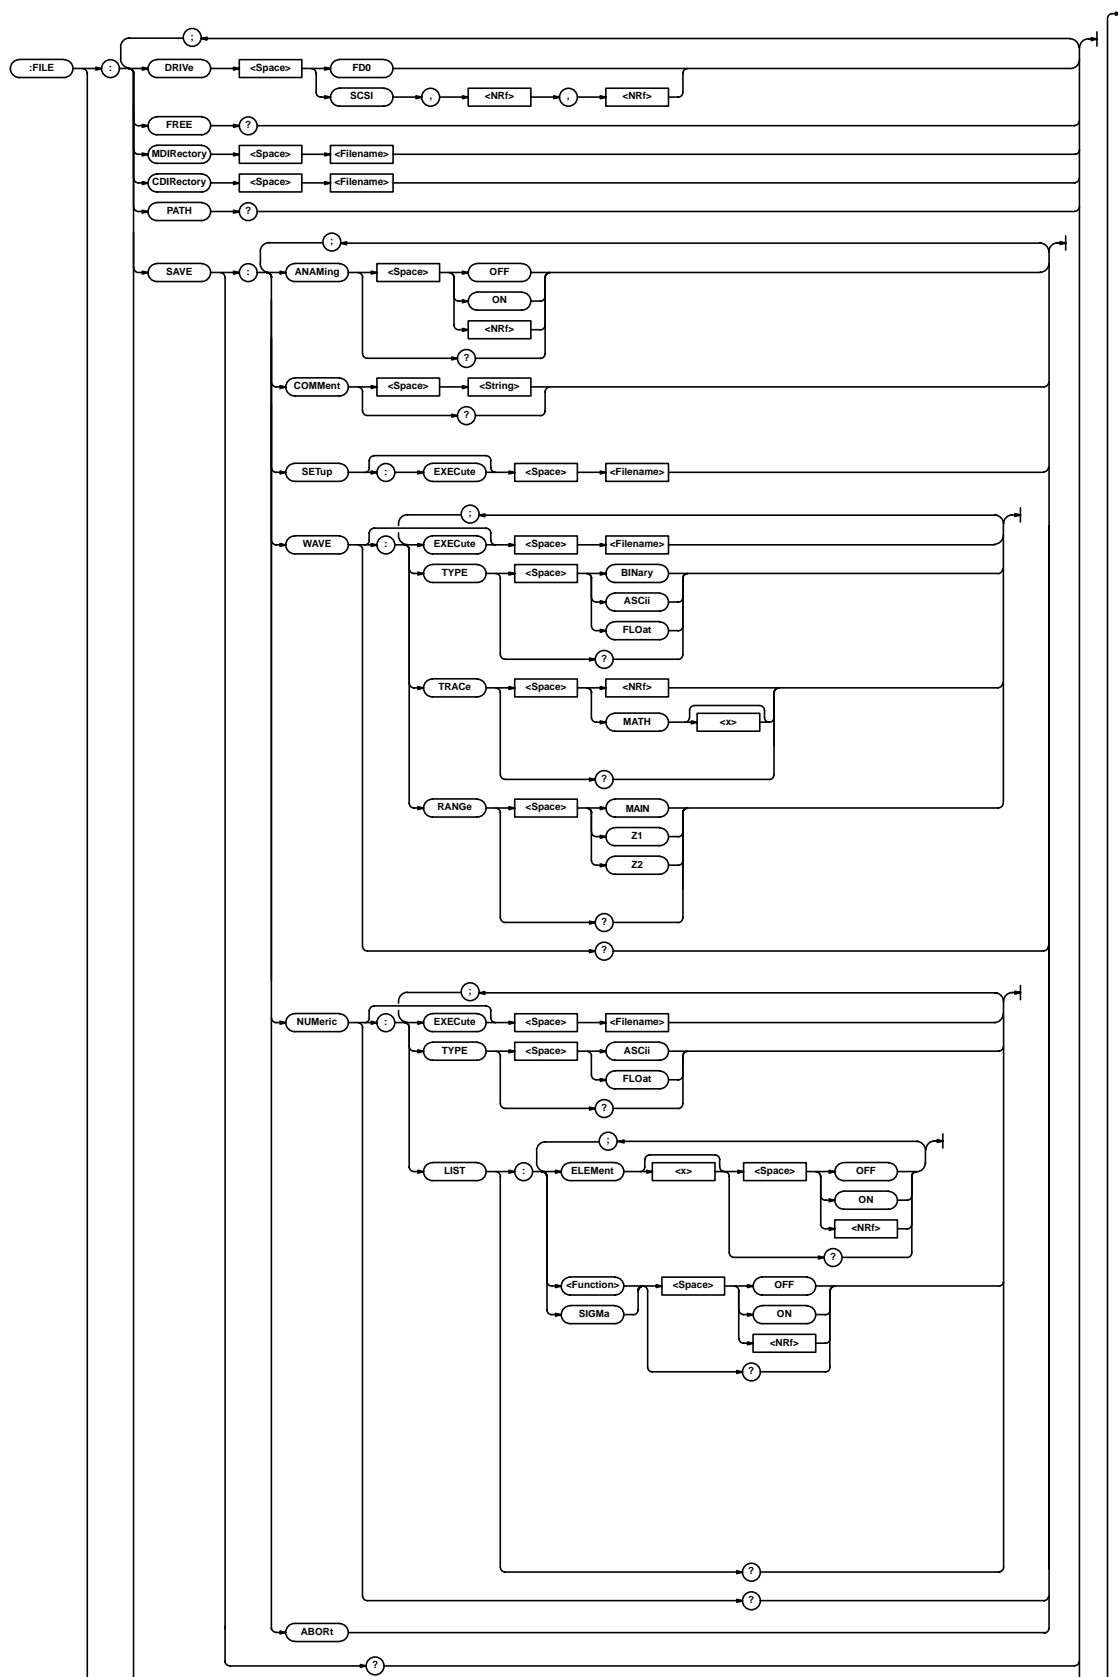 ;
:FILE : DRIVe <Space> FD0
SCSI , <NRf> , <NRf>
FREE ?
MDIRectory <Space> <Filename>
CDIRectory <Space> <Filename>
PATH ?
;
SAVE : ANAMing <Space> OFF
ON
<NRf>
?
COMMent <Space> <String>
?
SETup : EXECute <Space> <Filename>
;
WAVE : EXECute <Space> <Filename>
TYPE <Space> BINary
ASCii
FLOat
?
TRACe <Space> <NRf>
MATH <x>
?
RANGe <Space> MAIN
Z1
Z2
?
?
;
NUMeric : EXECute <Space> <Filename>
TYPE <Space> ASCii
FLOat
?
;
LIST : ELEMent <x> <Space> OFF
ON
<NRf>
?
<Function> <Space> OFF
SIGMa ON
<NRf>
?
?
?
ABORt
?